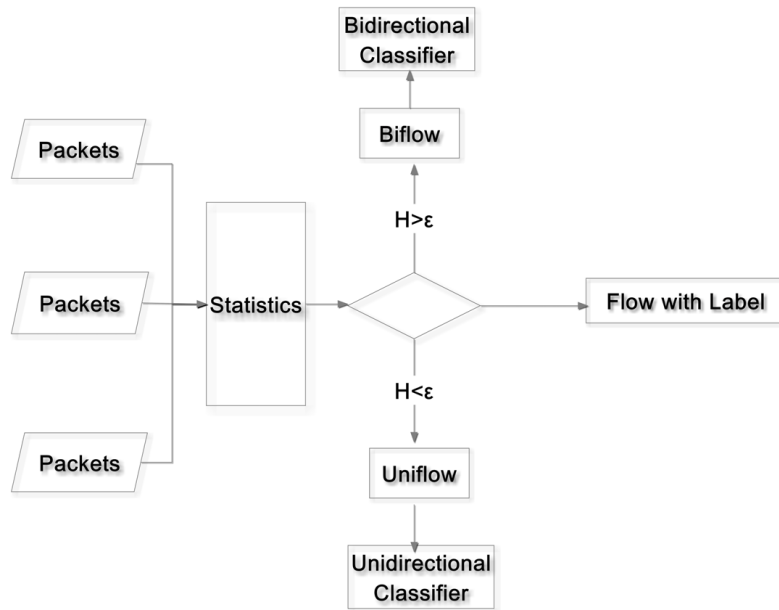 Bidirectional
Classifier
Biflow
Packets
H>ε
Packets
Statistics
Flow with Label
H<ε
Packets
Uniflow
Unidirectional
Classifier